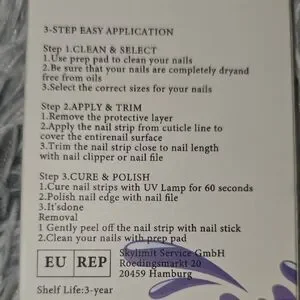 3-STEP EASY APPLICATION
Step 1.CLEAN & SELECT
1.Use prep pad to clean your nails
2.Be sure that your nails are completely dryand
free from oils
3.Select the correct sizes for your nails
Step 2.APPLY & TRIM
1.Remove the protective layer
2.Apply the nail strip from cuticle line to
cover the entirenail surface
3.Trim the nail strip close to nail length
with nail clipper or nail file
Step 3.CURE & POLISH
1.Cure nail strips with UV Lamp for 60 seconds
2.Polish nail edge with nail file
3.It'sdone
Removal
1 Gently peel off the nail strip with nail stick
2.Clean your nails with prep pad
EU REP
Skylimit Service GmbH
Roedingsmarkt 20
20459 Hamburg
Shelf Life:3-year